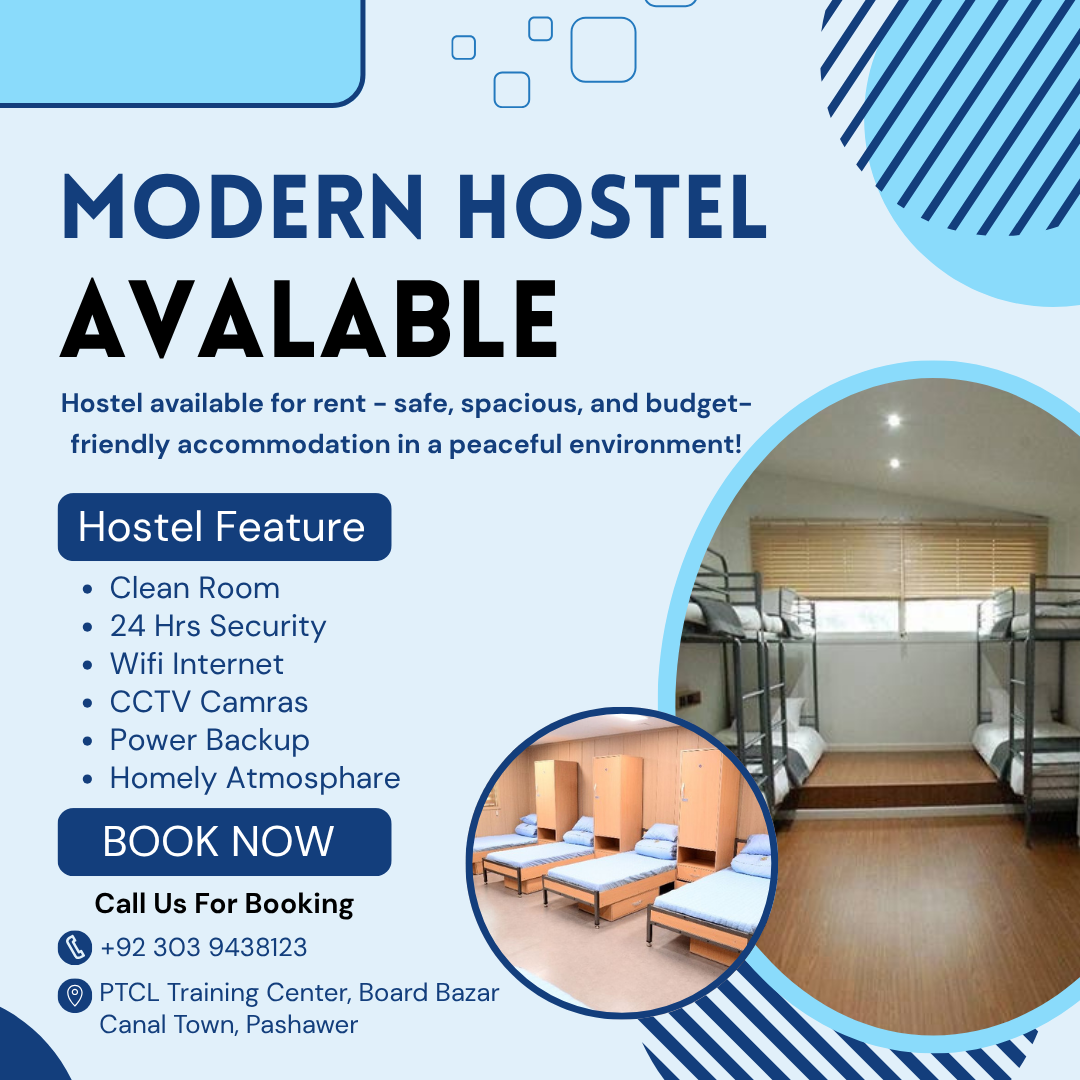 MODERN HOSTEL
AVALABLE
Hostel available for rent – safe, spacious, and budget-
friendly accommodation in a peaceful environment!
Hostel Feature
• Clean Room
• 24 Hrs Security
• Wifi Internet
• CCTV Camras
• Power Backup
• Homely Atmosphare
BOOK NOW
Call Us For Booking
+92 303 9438123
PTCL Training Center, Board Bazar
Canal Town, Pashawer